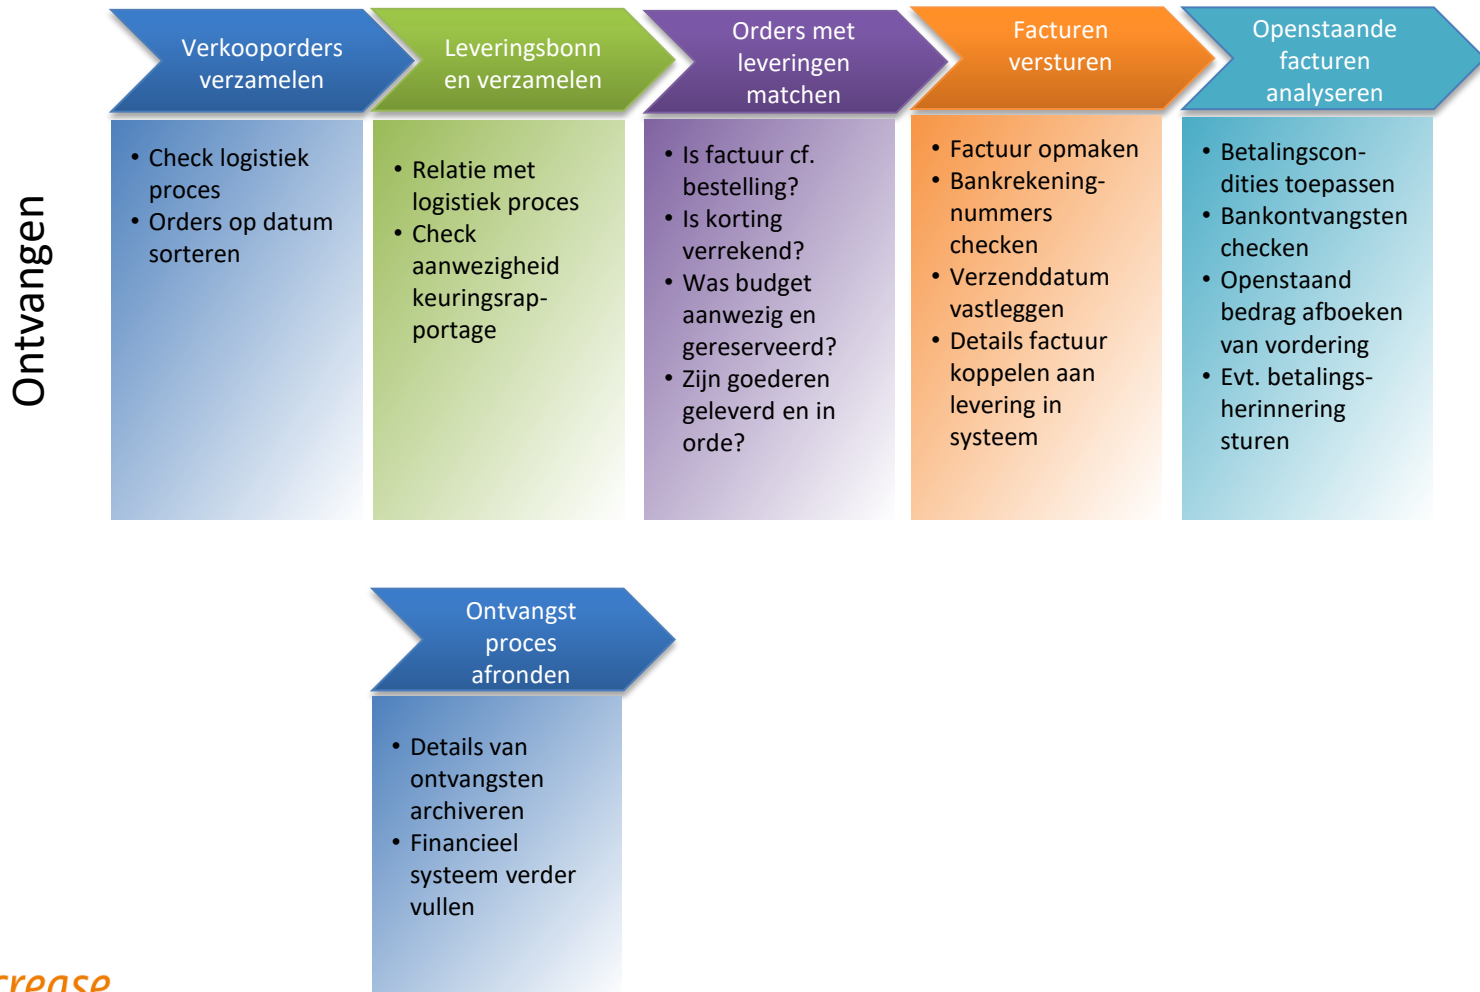 Ontvangen
Verkooporders
verzamelen
• Check logistiek
proces
• Orders op datum
sorteren
Leveringsbonn
en verzamelen
• Relatie met
logistiek proces
• Check
aanwezigheid
keuringsrap-
portage
Orders met
leveringen
matchen
• Is factuur cf.
bestelling?
• Is korting
verrekend?
• Was budget
aanwezig en
gereserveerd?
• Zijn goederen
geleverd en in
orde?
Facturen
versturen
• Factuur opmaken
• Bankrekening-
nummers
checken
• Verzenddatum
vastleggen
• Details factuur
koppelen aan
levering in
systeem
Openstaande
facturen
analyseren
• Betalingscon-
dities toepassen
• Bankontvangsten
checken
• Openstaand
bedrag afboeken
van vordering
• Evt. betalings-
herinnering
sturen
Ontvangst
proces
afronden
• Details van
ontvangsten
archiveren
• Financieel
systeem verder
vullen
crease